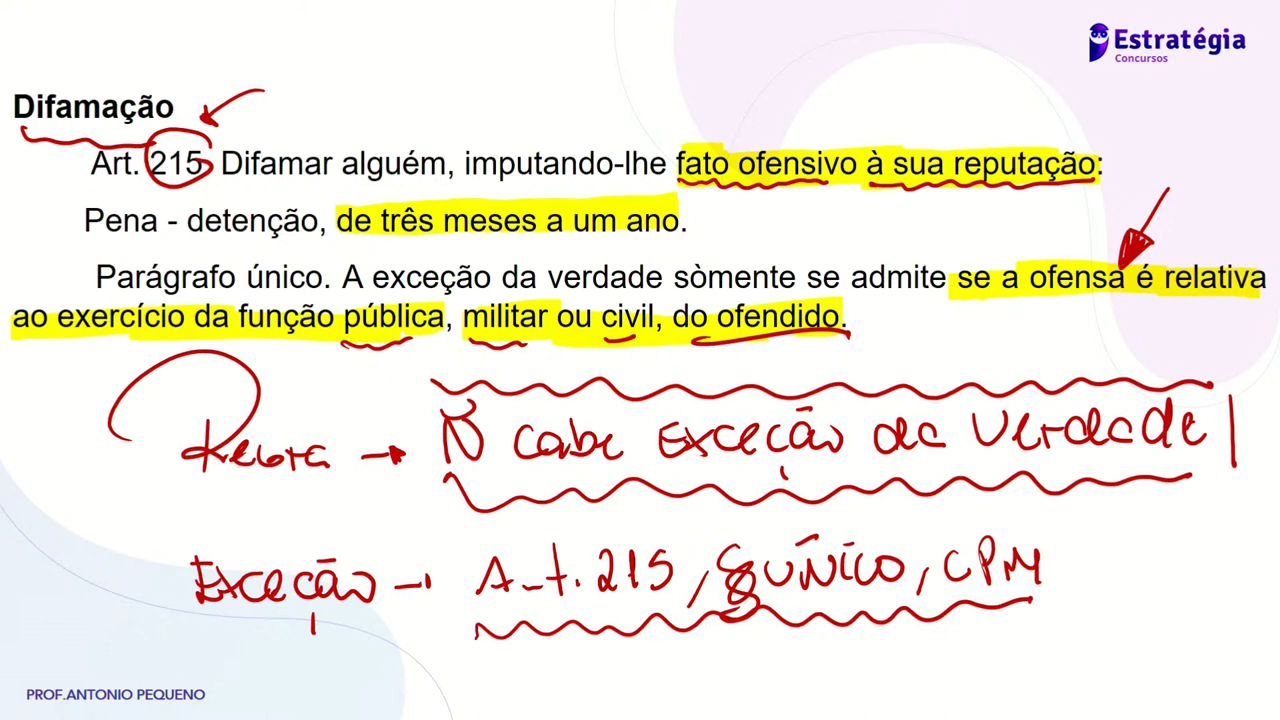 Estratégia
Concursos
Difamação
Art. 215. Difamar alguém, imputando-lhe fato ofensivo à sua reputação:
Pena - detenção, de três meses a um ano.
Parágrafo único. A exceção da verdade sòmente se admite se a ofensa é relativa
ao exercício da função pública, militar ou civil, do ofendido.
Regra → Ñ cabe Exceção da Verdade
Exceção → Art. 215, § ÚNICO, CPM
PROF.ANTONIO PEQUENO